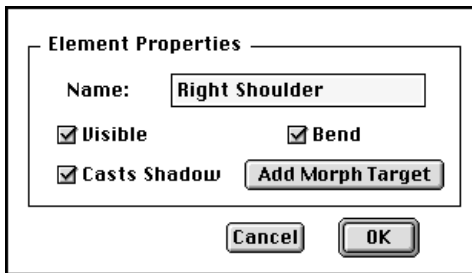 Element Properties
Name: Right Shoulder
Visible Bend
Casts Shadow Add Morph Target
Cancel OK